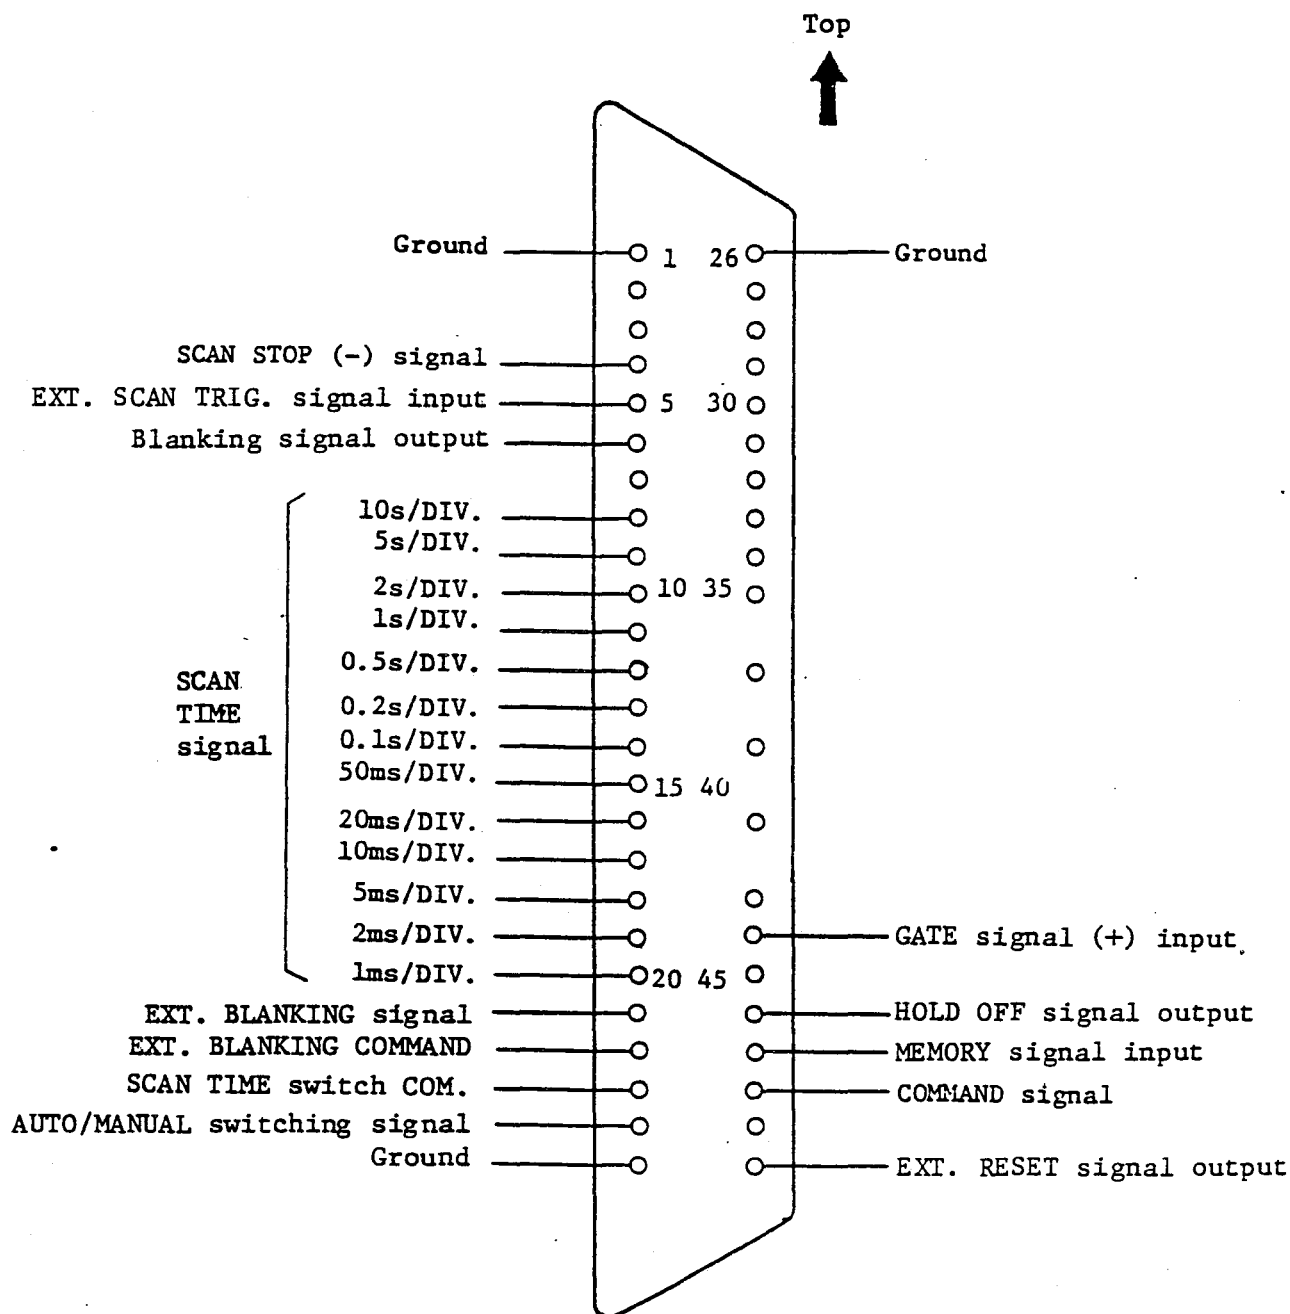 Top
Ground
1 26
Ground
SCAN STOP (-) signal
EXT. SCAN TRIG. signal input
5 30
Blanking signal output
10s/DIV.
5s/DIV.
2s/DIV.
10 35
1s/DIV.
0.5s/DIV.
SCAN
TIME
signal
0.2s/DIV.
0.1s/DIV.
50ms/DIV.
15 40
20ms/DIV.
10ms/DIV.
5ms/DIV.
2ms/DIV.
GATE signal (+) input
1ms/DIV.
20 45
EXT. BLANKING signal
HOLD OFF signal output
EXT. BLANKING COMMAND
MEMORY signal input
SCAN TIME switch COM.
COMMAND signal
AUTO/MANUAL switching signal
Ground
EXT. RESET signal output